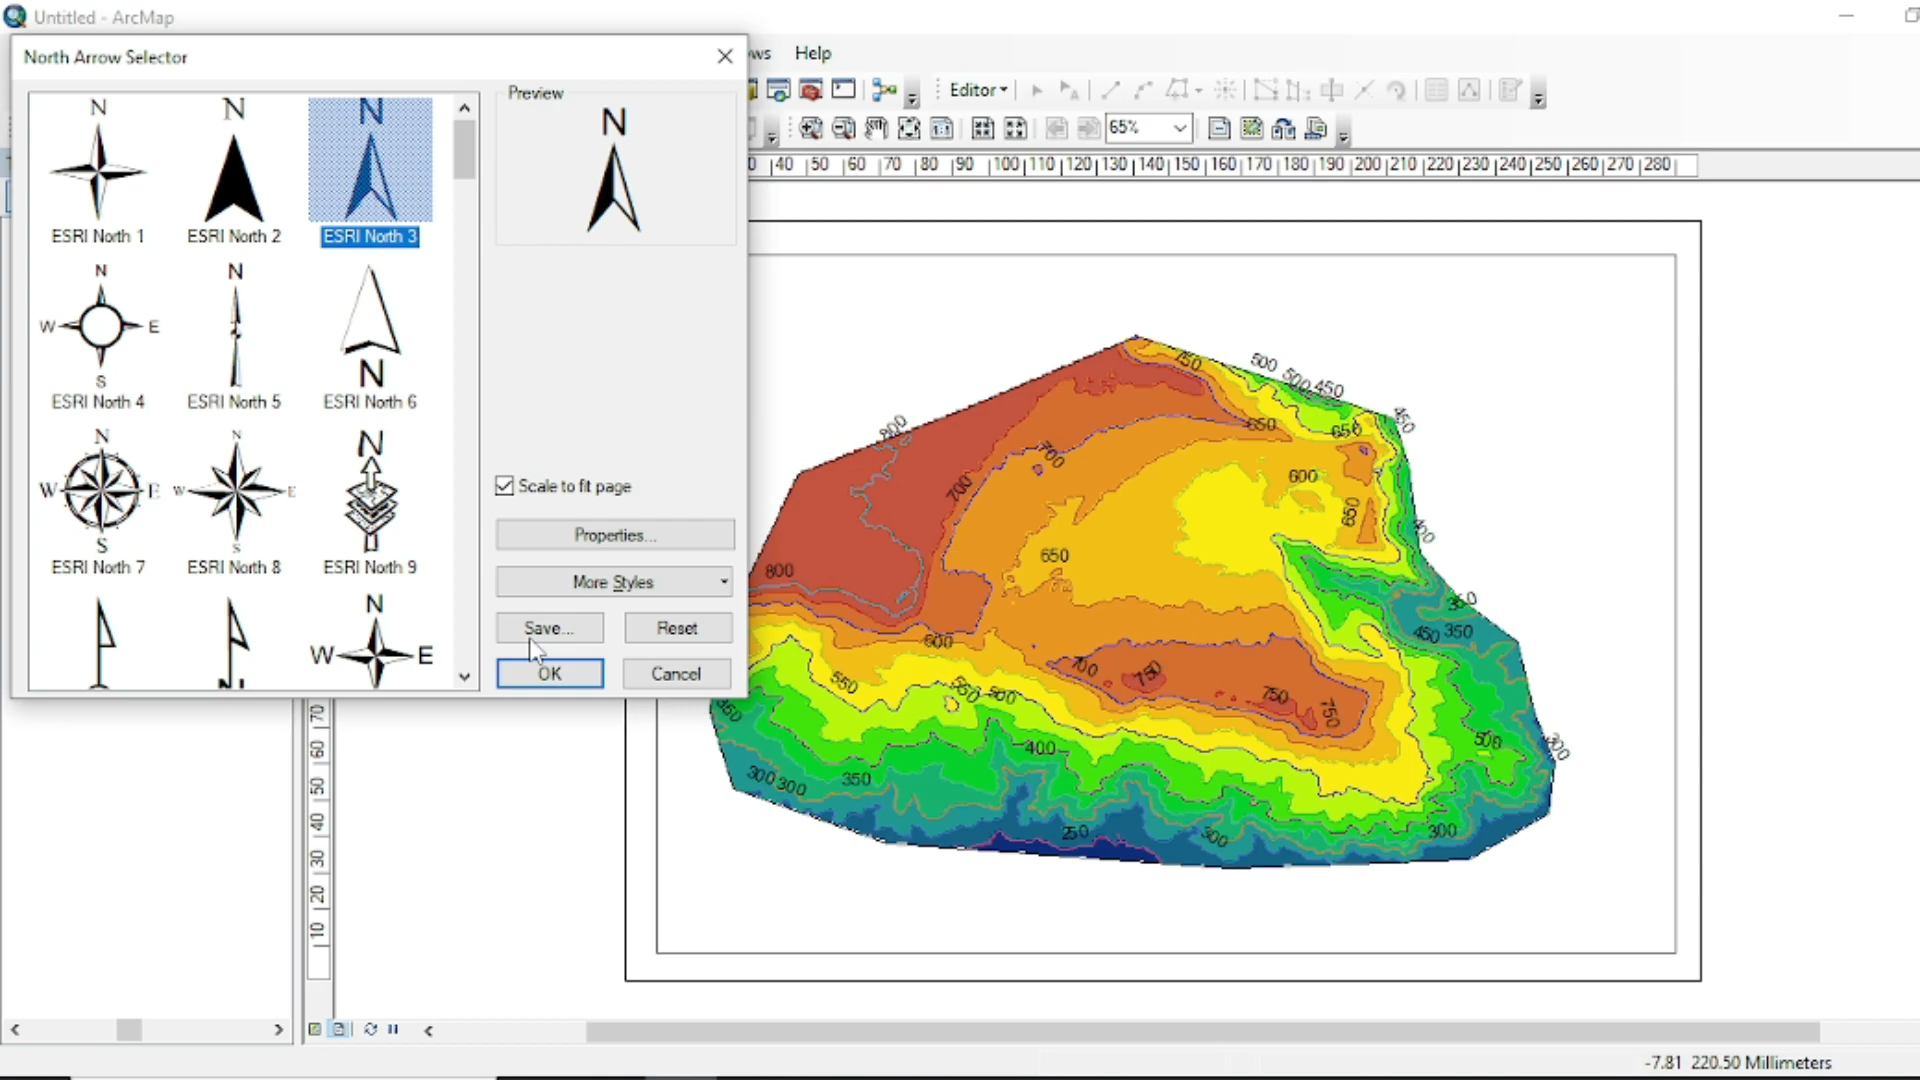 Untitled - ArcMap
North Arrow Selector
Help
Editor
65%
40 50 60 70 80 90 100 110 120 130 140 150 160 170 180 190 200 210 220 230 240 250 260 270 280
N N N
ESRI North 1 ESRI North 2 ESRI North 3
N N
W E
S N
ESRI North 4 ESRI North 5 ESRI North 6
N N N
W E W E
S S
ESRI North 7 ESRI North 8 ESRI North 9
N
W E
Preview
N
Scale to fit page
Properties...
More Styles
Save... Reset
OK Cancel
70
60
50
40
30
20
10
750 500 500 450
450
800 650 650
700
700 600
650
400
650
800
350
450 350
600
700 750
550 550 500 750 750
350
500 300
400
300 300 350
250 300 300
-7.81 220.50 Millimeters